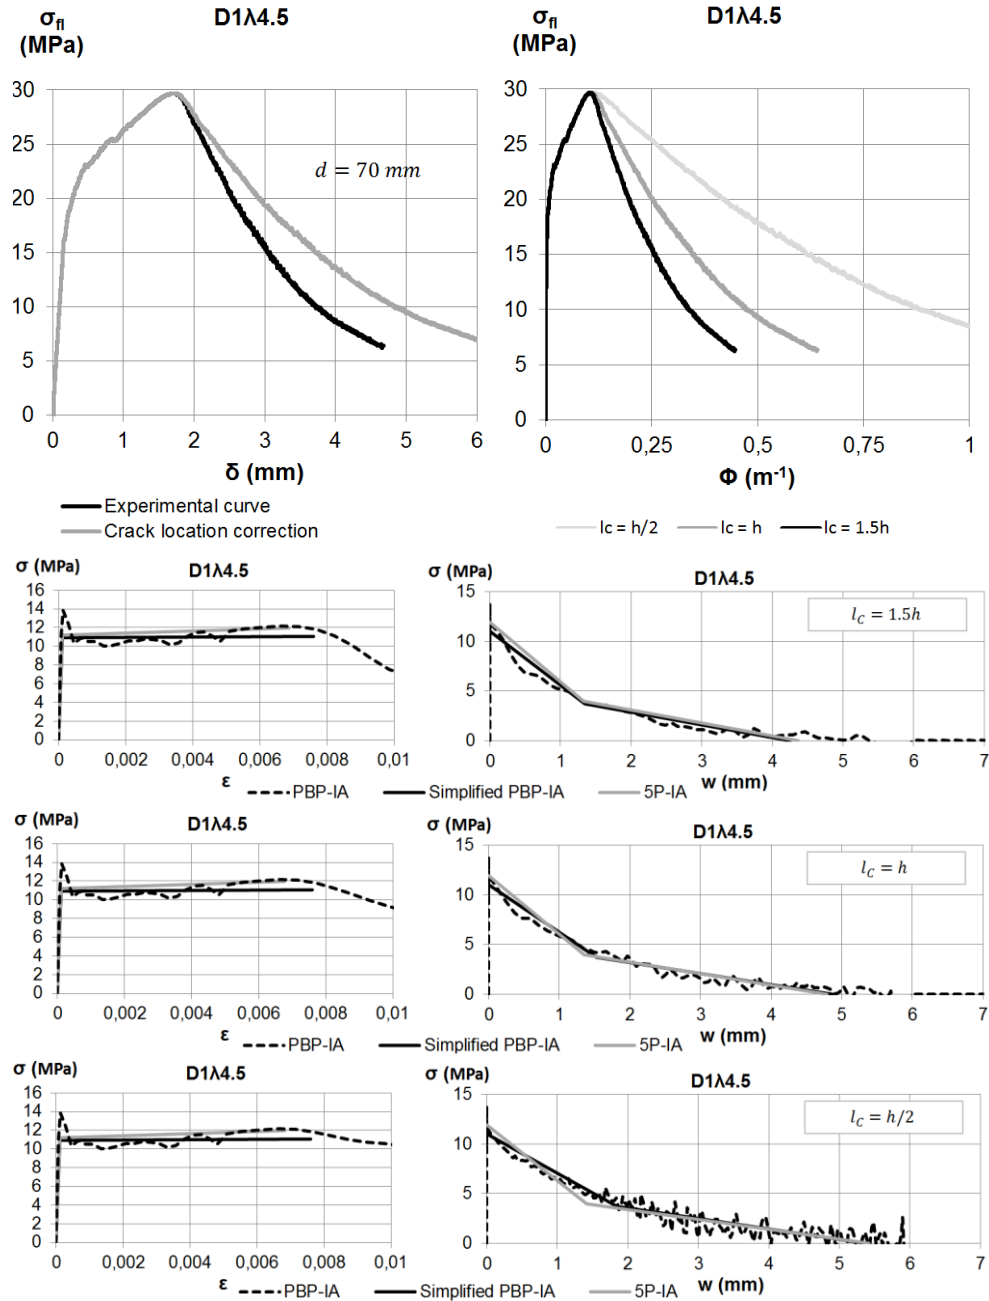 σfl (MPa)
D1λ4.5
30
25
20
15
10
5
0
d = 70 mm
0 1 2 3 4 5 6
δ (mm)
Experimental curve
Crack location correction
σfl (MPa)
D1λ4.5
30
25
20
15
10
5
0
0 0,25 0,5 0,75 1
Φ (m-1)
lc = h/2 lc = h lc = 1.5h
σ (MPa)
D1λ4.5
16
14
12
10
8
6
4
2
0
0 0,002 0,004 0,006 0,008 0,01
ε
σ (MPa)
D1λ4.5
15
10
5
0
lC = 1.5h
0 1 2 3 4 5 6 7
w (mm)
PBP-IA Simplified PBP-IA 5P-IA
σ (MPa)
D1λ4.5
16
14
12
10
8
6
4
2
0
0 0,002 0,004 0,006 0,008 0,01
ε
σ (MPa)
D1λ4.5
15
10
5
0
lC = h
0 1 2 3 4 5 6 7
w (mm)
PBP-IA Simplified PBP-IA 5P-IA
σ (MPa)
D1λ4.5
16
14
12
10
8
6
4
2
0
0 0,002 0,004 0,006 0,008 0,01
ε
σ (MPa)
D1λ4.5
15
10
5
0
lC = h/2
0 1 2 3 4 5 6 7
w (mm)
PBP-IA Simplified PBP-IA 5P-IA